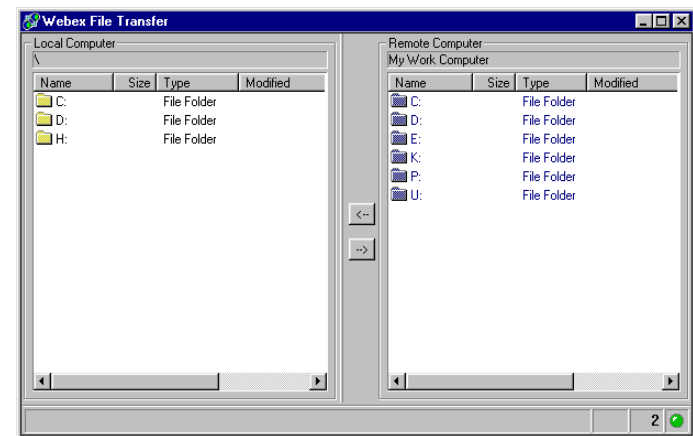 Webex File Transfer
Local Computer
\
Name Size Type Modified
C: File Folder
D: File Folder
H: File Folder
<--
-->
Remote Computer
My Work Computer
Name Size Type Modified
C: File Folder
D: File Folder
E: File Folder
K: File Folder
P: File Folder
U: File Folder
2